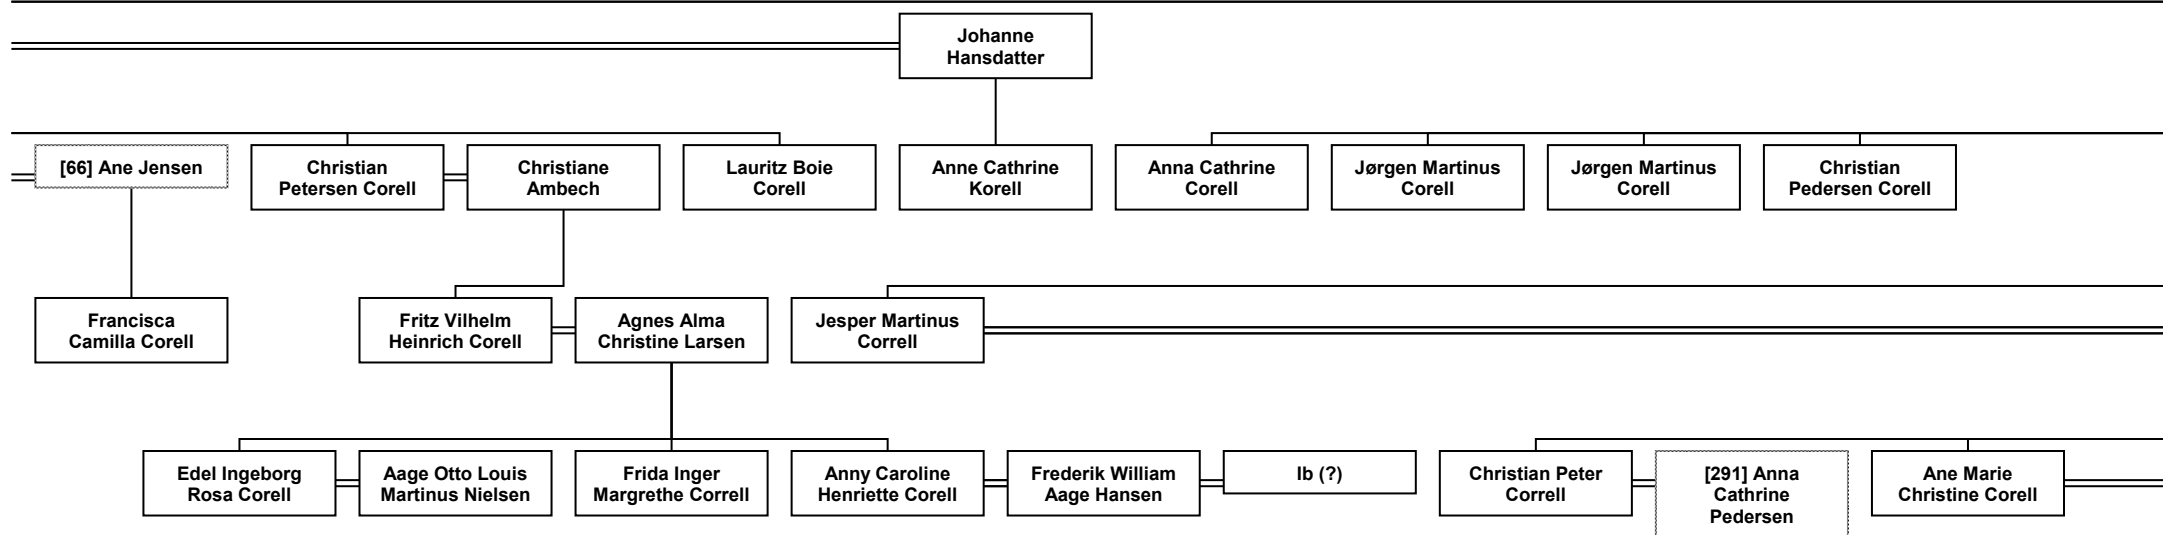 Johanne
Hansdatter
[66] Ane Jensen
Christian
Petersen Corell
Christiane
Ambech
Lauritz Boie
Corell
Anne Cathrine
Korell
Anna Cathrine
Corell
Jørgen Martinus
Corell
Jørgen Martinus
Corell
Christian
Pedersen Corell
Francisca
Camilla Corell
Fritz Vilhelm
Heinrich Corell
Agnes Alma
Christine Larsen
Jesper Martinus
Correll
Edel Ingeborg
Rosa Corell
Aage Otto Louis
Martinus Nielsen
Frida Inger
Margrethe Correll
Anny Caroline
Henriette Corell
Frederik William
Aage Hansen
Ib (?)
Christian Peter
Correll
[291] Anna
Cathrine
Pedersen
Ane Marie
Christine Corell